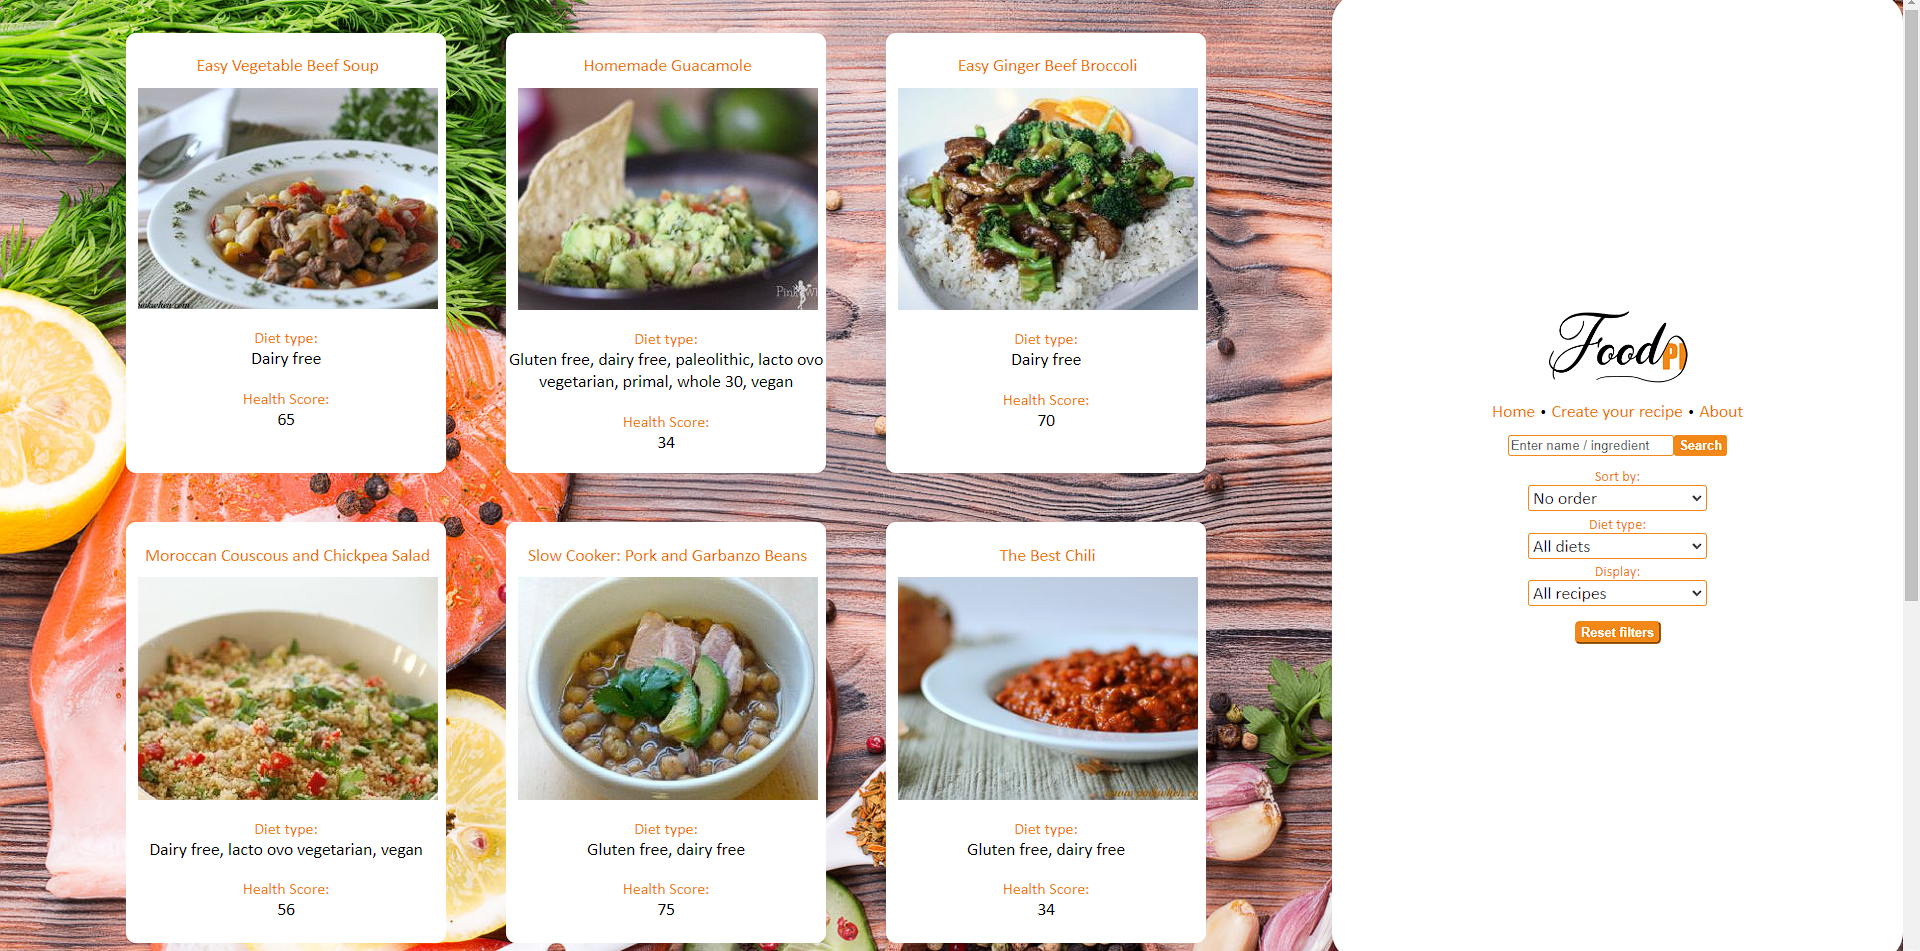 Easy Vegetable Beef Soup
Diet type:
Dairy free
Health Score:
65
Homemade Guacamole
Diet type:
Gluten free, dairy free, paleolithic, lacto ovo
vegetarian, primal, whole 30, vegan
Health Score:
34
Easy Ginger Beef Broccoli
Diet type:
Dairy free
Health Score:
70
Moroccan Couscous and Chickpea Salad
Diet type:
Dairy free, lacto ovo vegetarian, vegan
Health Score:
56
Slow Cooker: Pork and Garbanzo Beans
Diet type:
Gluten free, dairy free
Health Score:
75
The Best Chili
Diet type:
Gluten free, dairy free
Health Score:
34
Food PI
Home • Create your recipe • About
Enter name / ingredient Search
Sort by:
No order
Diet type:
All diets
Display:
All recipes
Reset filters